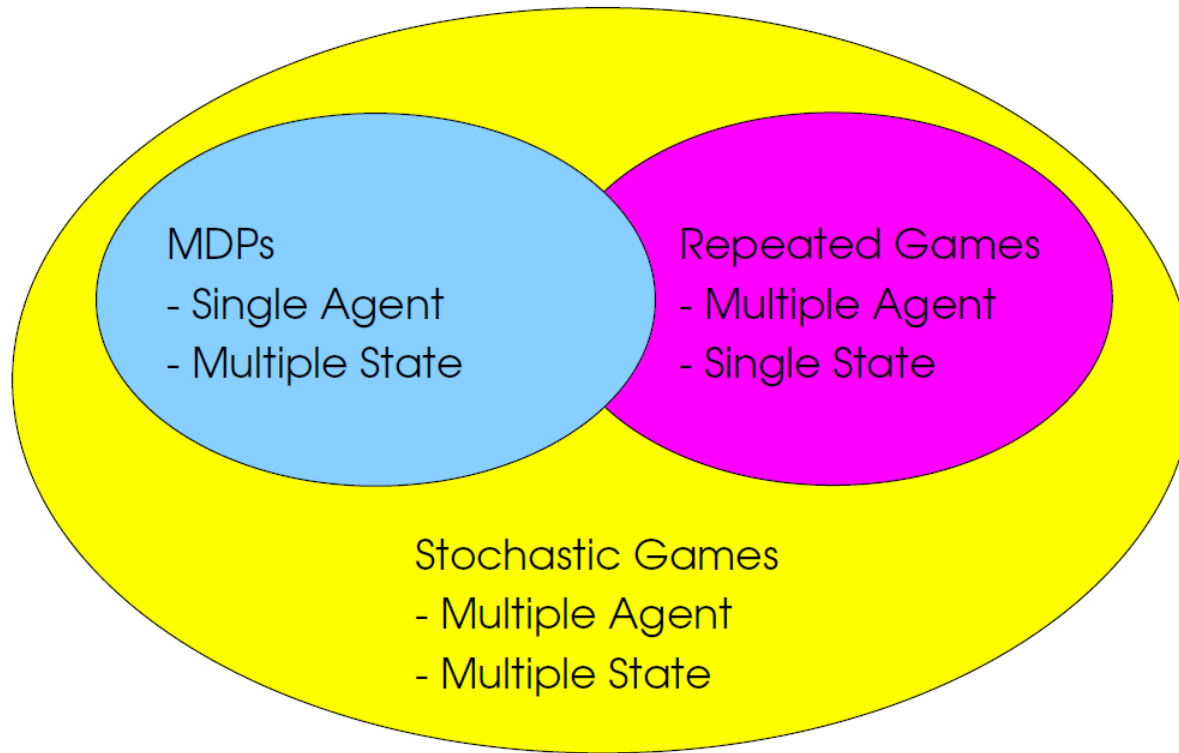 MDPs
- Single Agent
- Multiple State
Repeated Games
- Multiple Agent
- Single State
Stochastic Games
- Multiple Agent
- Multiple State